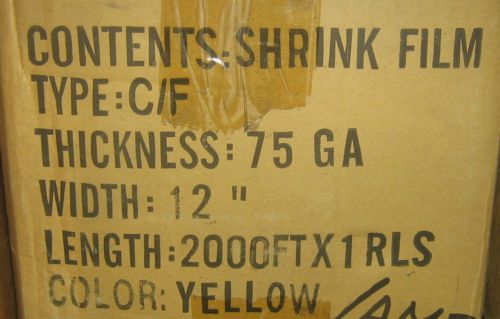 CONTENTS:SHRINK FILM
TYPE:C/F
THICKNESS: 75 GA
WIDTH: 12 "
LENGTH:2000FTX1RLS
COLOR: YELLOW